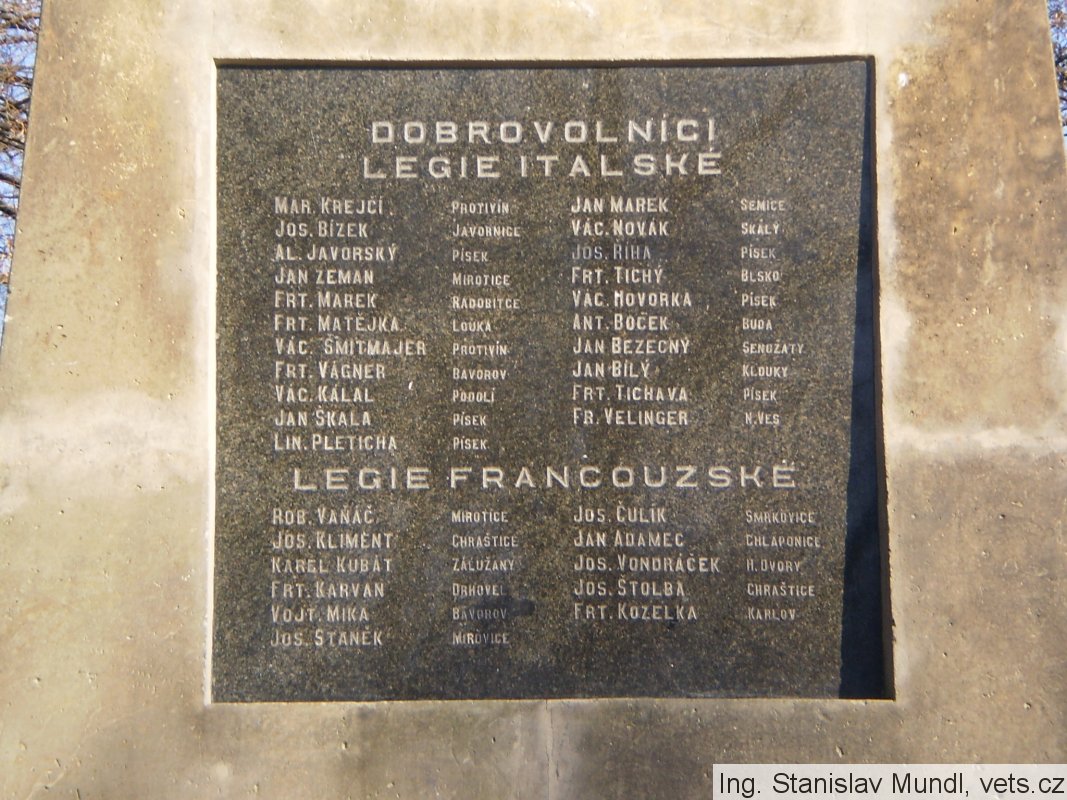 DOBROVOLNÍCI
LEGIE ITALSKÉ
MAR. KREJČÍ PROTIVÍN JAN MAREK SEMICE
JOS. BÍZEK JAVORNICE VÁC. NOVÁK SKÁLY
AL. JAVORSKÝ PÍSEK JOS. ŘÍHA PÍSEK
JAN ZEMAN MIROTICE FRT. TICHÝ BLSKO
FRT. MAREK RADOBITCE VÁC. HOVORKA PÍSEK
FRT. MATĚJKA LOUKA ANT. BOČEK BUDA
VÁC. ŠMITMAJER PROTIVÍN JAN BEZECNÝ SENOŽATY
FRT. VÁGNER BAVOROV JAN BÍLÝ KLOUKY
VÁC. KÁLAL PODOLÍ FRT. TICHAVA PÍSEK
JAN ŠKALA PÍSEK FR. VELINGER N. VES
LIN. PLETICHA PÍSEK
LEGIE FRANCOUZSKÉ
ROB. VAŇÁČ MIROTICE JOS. ČULÍK SMRKOVICE
JOS. KLIMENT CHRAŠTICE JAN ADAMEC CHLAPONICE
KAREL KUBÁT ZÁLUŽANY JOS. VONDRÁČEK H. DVORY
FRT. KARVAN DRHOVEL JOS. ŠTOLBA CHRAŠTICE
VOJT. MIKA BAVOROV FRT. KOZELKA KARLOV
JOS. STANĚK MIROVICE
Ing. Stanislav Mundl, vets.cz